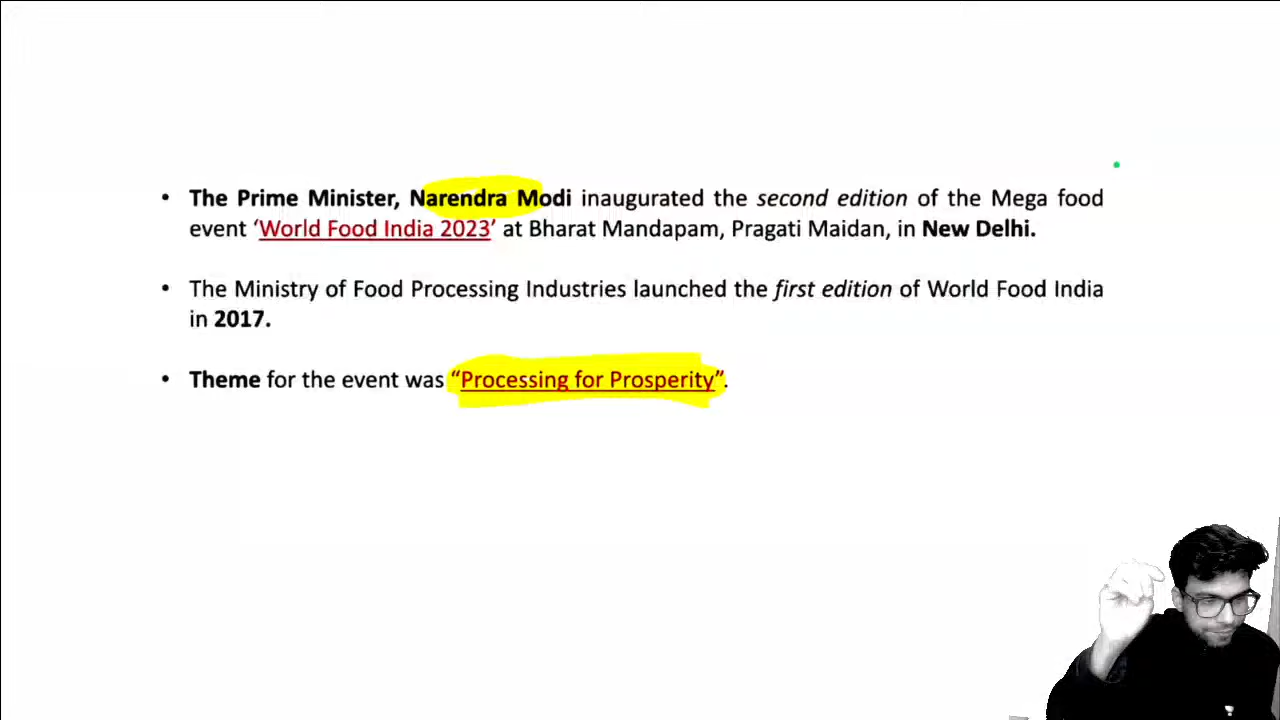 • The Prime Minister, Narendra Modi inaugurated the second edition of the Mega food
event ‘World Food India 2023’ at Bharat Mandapam, Pragati Maidan, in New Delhi.
• The Ministry of Food Processing Industries launched the first edition of World Food India
in 2017.
• Theme for the event was “Processing for Prosperity”.